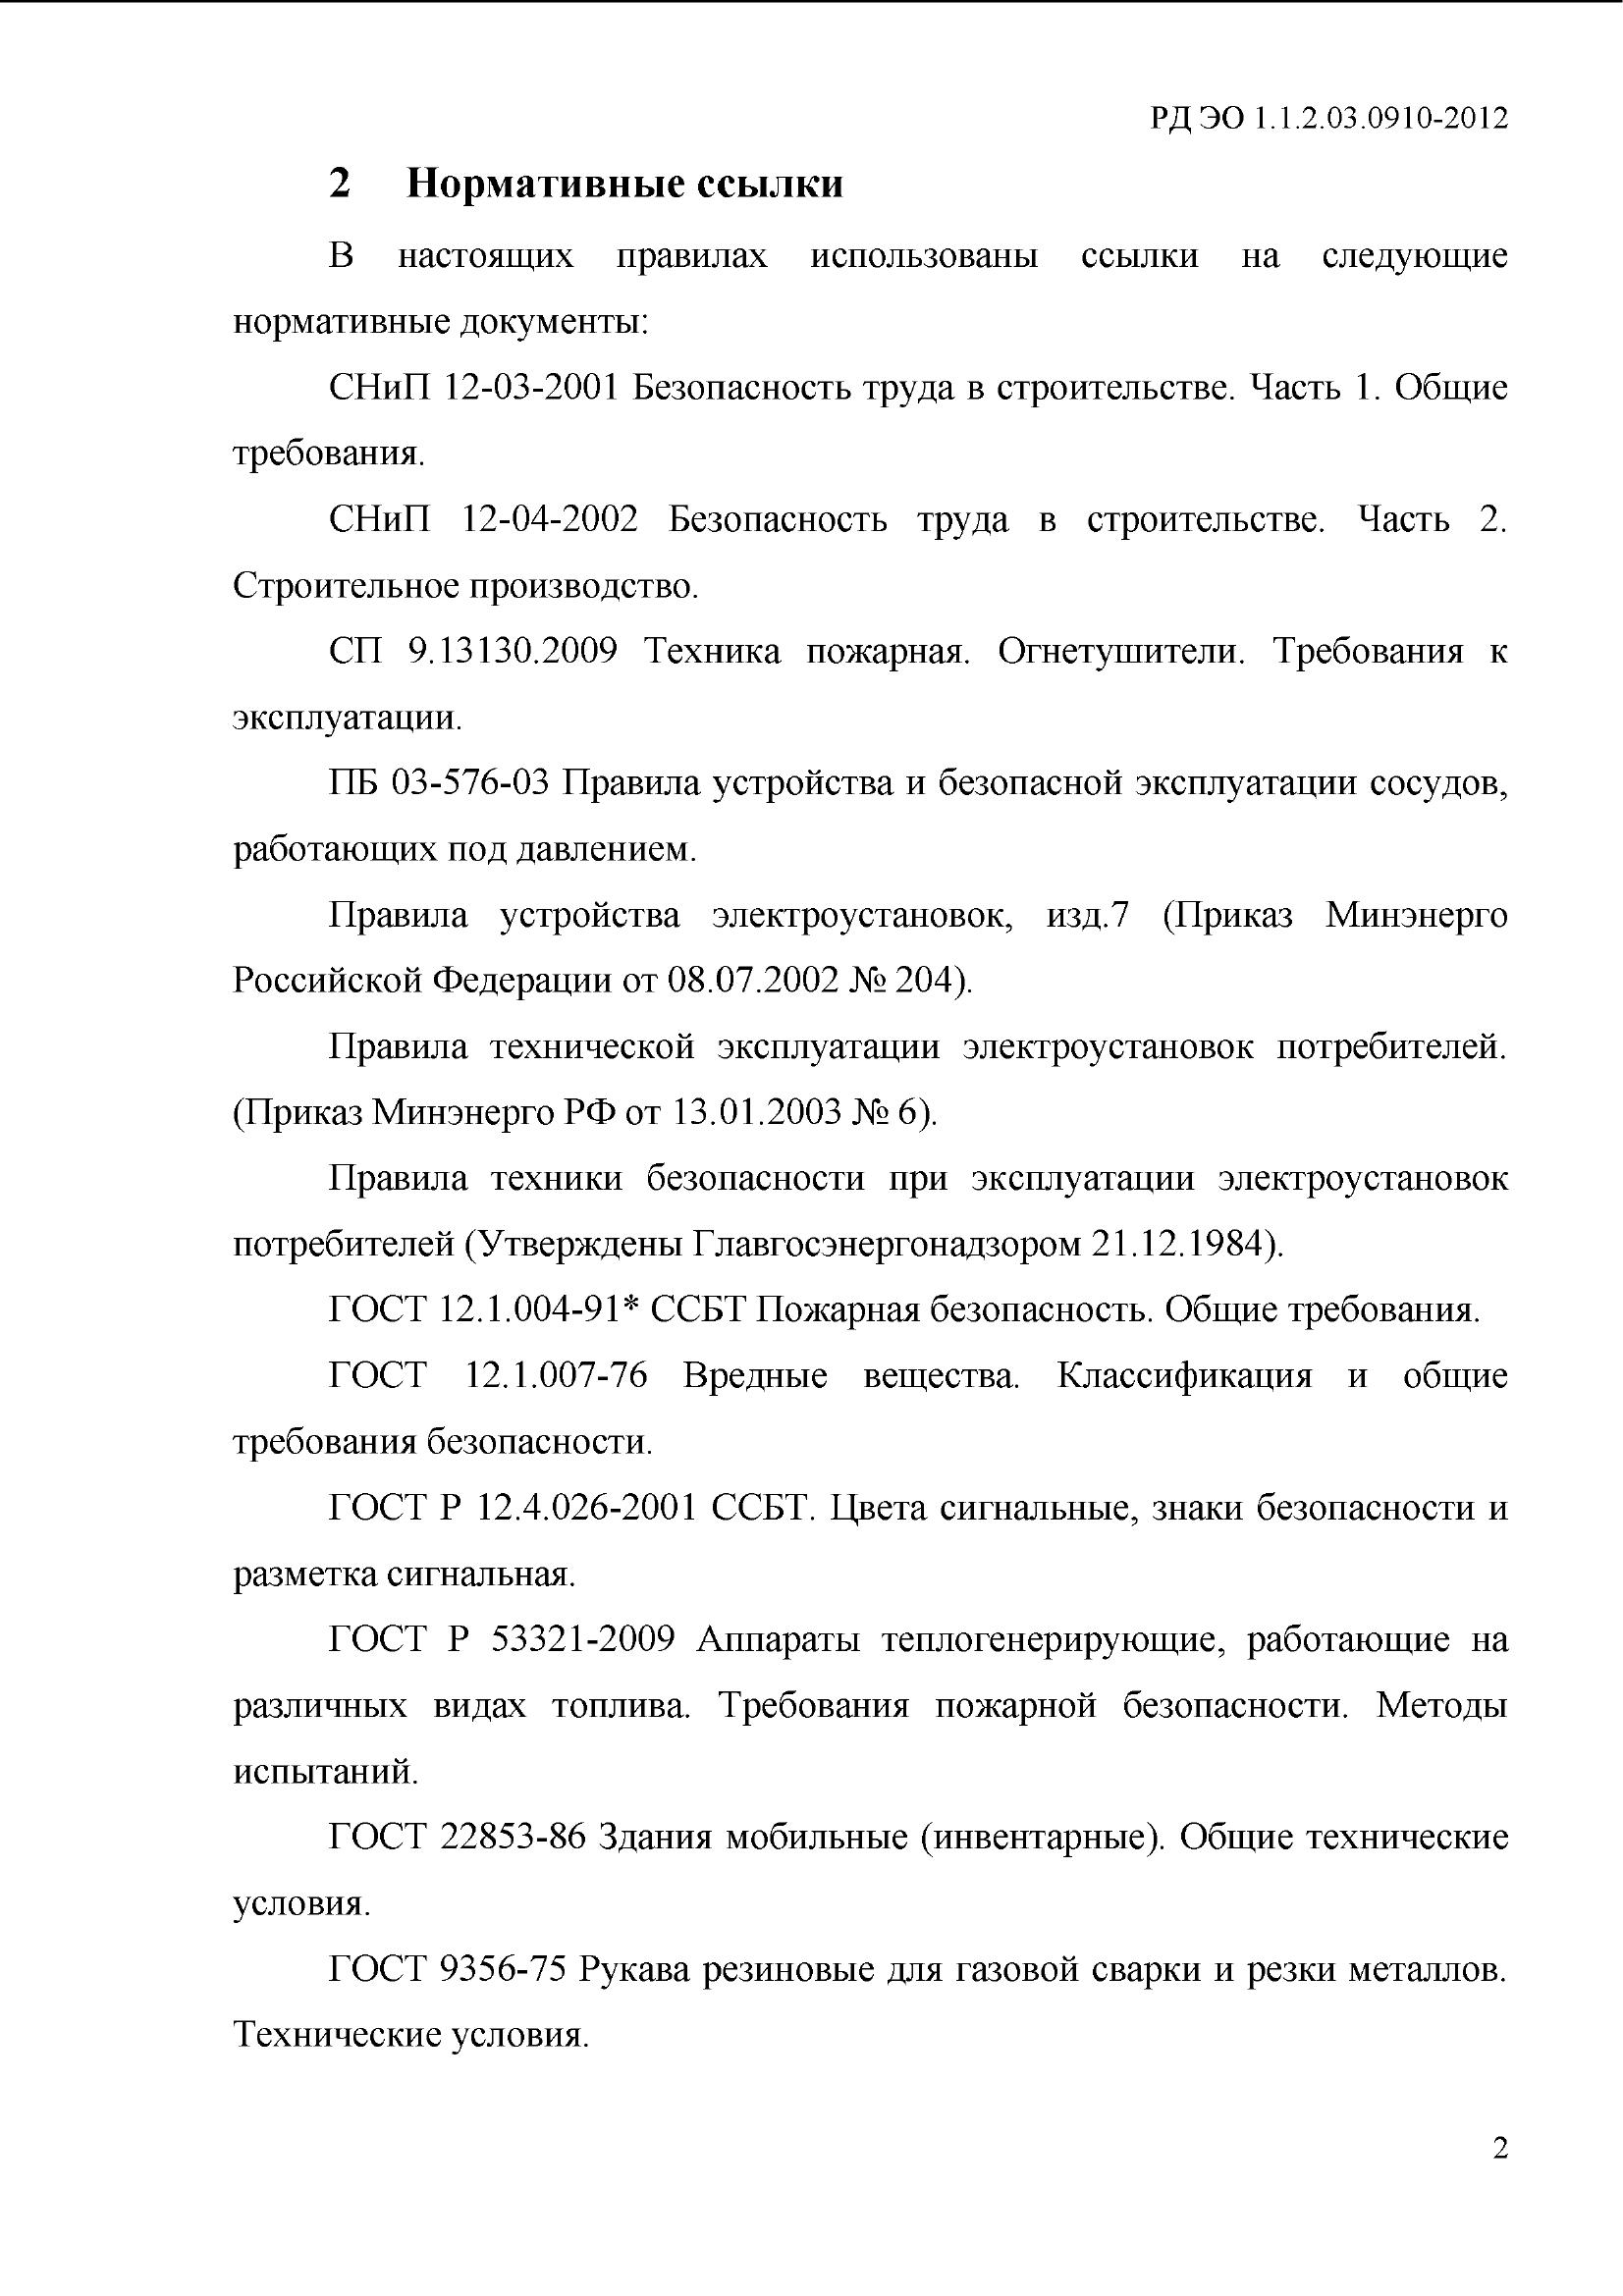 РД ЭО 1.1.2.03.0910-2012
2 Нормативные ссылки
В настоящих правилах использованы ссылки на следующие
нормативные документы:
СНиП 12-03-2001 Безопасность труда в строительстве. Часть 1. Общие
требования.
СНиП 12-04-2002 Безопасность труда в строительстве. Часть 2.
Строительное производство.
СП 9.13130.2009 Техника пожарная. Огнетушители. Требования к
эксплуатации.
ПБ 03-576-03 Правила устройства и безопасной эксплуатации сосудов,
работающих под давлением.
Правила устройства электроустановок, изд.7 (Приказ Минэнерго
Российской Федерации от 08.07.2002 № 204).
Правила технической эксплуатации электроустановок потребителей.
(Приказ Минэнерго РФ от 13.01.2003 № 6).
Правила техники безопасности при эксплуатации электроустановок
потребителей (Утверждены Главгосэнергонадзором 21.12.1984).
ГОСТ 12.1.004-91* ССБТ Пожарная безопасность. Общие требования.
ГОСТ 12.1.007-76 Вредные вещества. Классификация и общие
требования безопасности.
ГОСТ Р 12.4.026-2001 ССБТ. Цвета сигнальные, знаки безопасности и
разметка сигнальная.
ГОСТ Р 53321-2009 Аппараты теплогенерирующие, работающие на
различных видах топлива. Требования пожарной безопасности. Методы
испытаний.
ГОСТ 22853-86 Здания мобильные (инвентарные). Общие технические
условия.
ГОСТ 9356-75 Рукава резиновые для газовой сварки и резки металлов.
Технические условия.
2